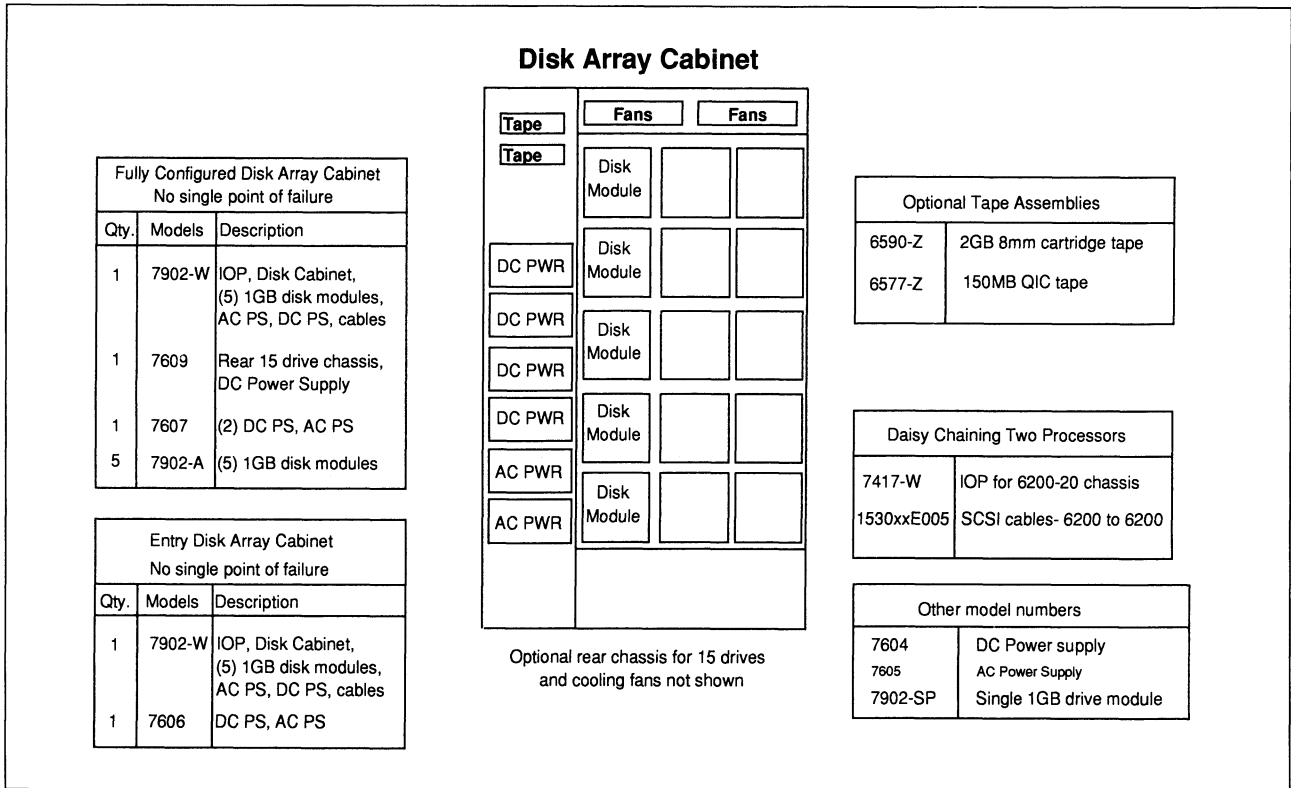 Disk Array Cabinet
Fully Configured Disk Array Cabinet
No single point of failure
Qty. Models Description
1 7902-W IOP, Disk Cabinet,
(5) 1GB disk modules,
AC PS, DC PS, cables
1 7609 Rear 15 drive chassis,
DC Power Supply
1 7607 (2) DC PS, AC PS
5 7902-A (5) 1GB disk modules
Entry Disk Array Cabinet
No single point of failure
Qty. Models Description
1 7902-W IOP, Disk Cabinet,
(5) 1GB disk modules,
AC PS, DC PS, cables
1 7606 DC PS, AC PS
Tape
Tape
Fans Fans
Disk
Module
Disk
Module
Disk
Module
Disk
Module
Disk
Module
DC PWR
DC PWR
DC PWR
DC PWR
AC PWR
AC PWR
Optional rear chassis for 15 drives
and cooling fans not shown
Optional Tape Assemblies
6590-Z 2GB 8mm cartridge tape
6577-Z 150MB QIC tape
Daisy Chaining Two Processors
7417-W IOP for 6200-20 chassis
1530xxE005 SCSI cables- 6200 to 6200
Other model numbers
7604 DC Power supply
7605 AC Power Supply
7902-SP Single 1GB drive module